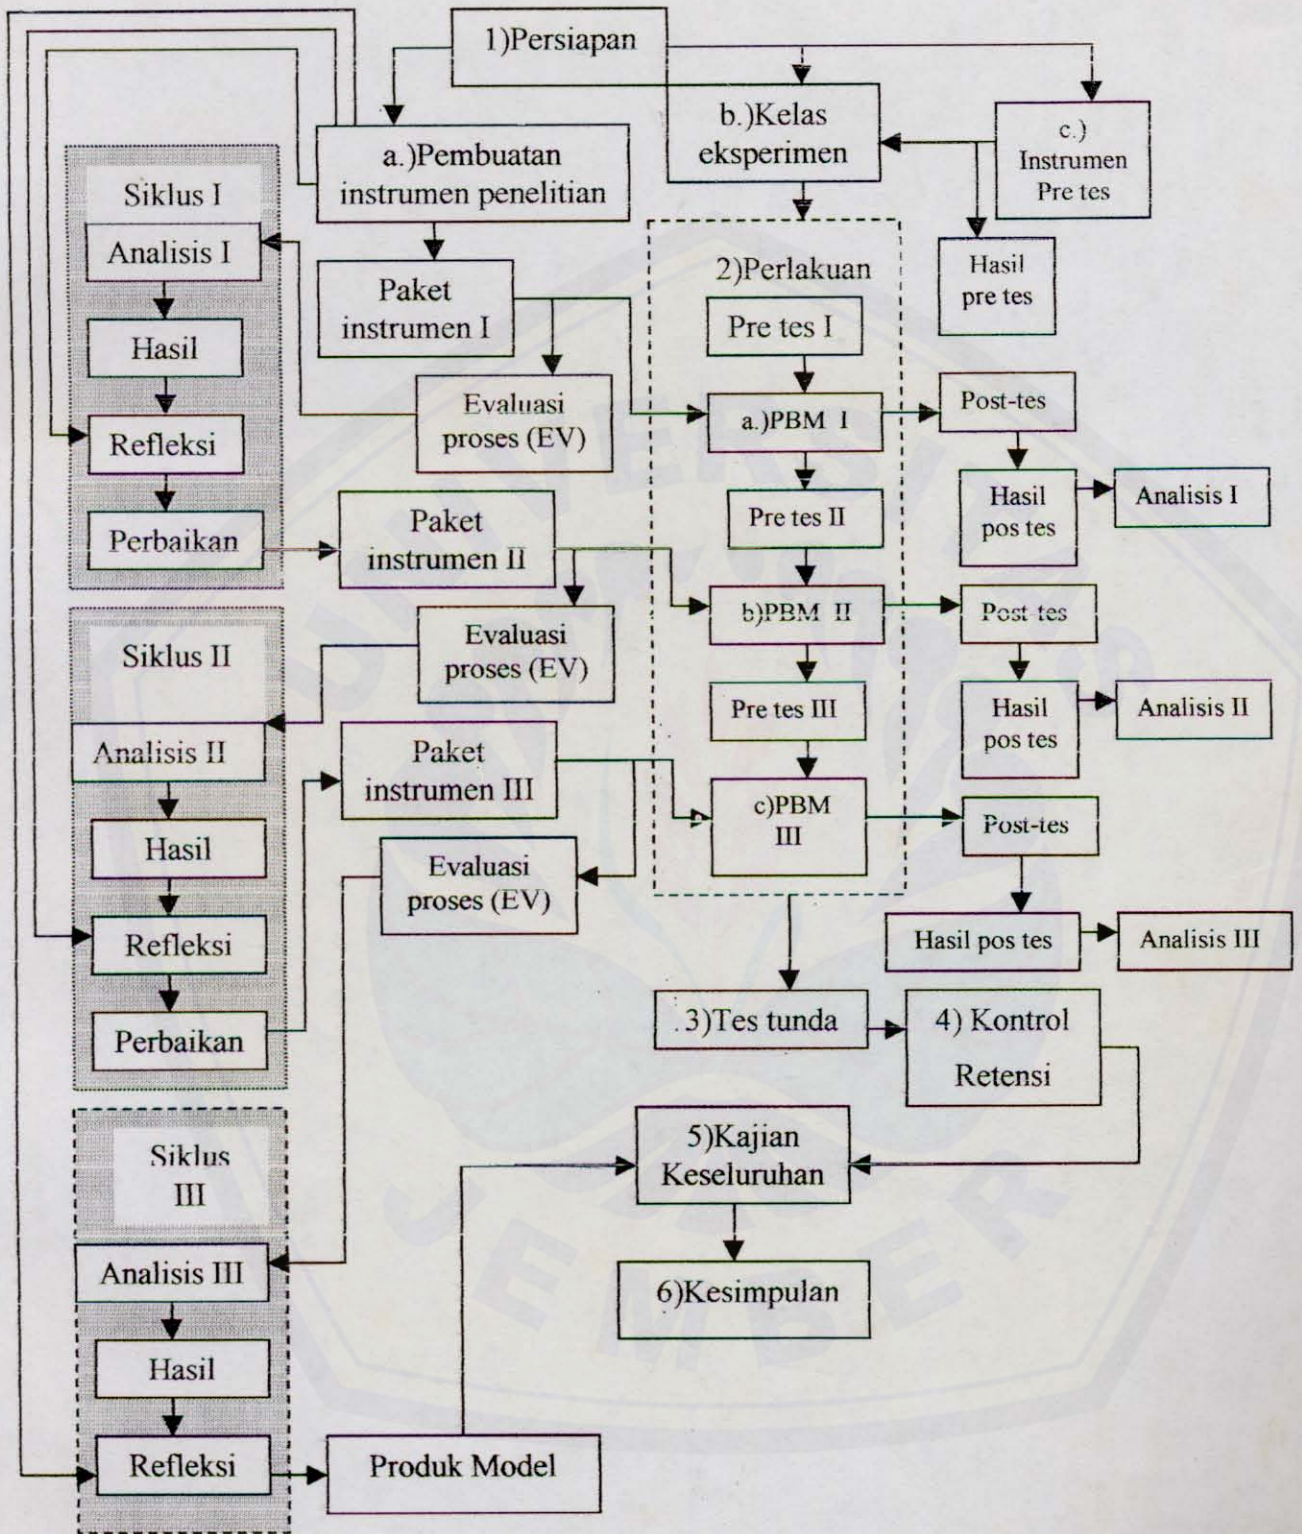 1)Persiapan
b.)Kelas
eksperimen
c.)
Instrumen
Pre tes
a.)Pembuatan
instrumen penelitian
Siklus I
Analisis I
Hasil
Refleksi
Perbaikan
Paket
instrumen I
Evaluasi
proses (EV)
2)Perlakuan
Pre tes I
a.)PBM I
Pre tes II
b)PBM II
Pre tes III
c)PBM
III
Hasil
pre tes
Post-tes
Hasil
pos tes
Analisis I
Paket
instrumen II
Evaluasi
proses (EV)
Post-tes
Hasil
pos tes
Analisis II
Siklus II
Analisis II
Hasil
Refleksi
Perbaikan
Paket
instrumen III
Evaluasi
proses (EV)
Post-tes
Hasil pos tes
Analisis III
.3)Tes tunda
4) Kontrol
Retensi
Siklus
III
Analisis III
Hasil
Refleksi
Produk Model
5)Kajian
Keseluruhan
6)Kesimpulan
UNIVERSITAS
JEMBER